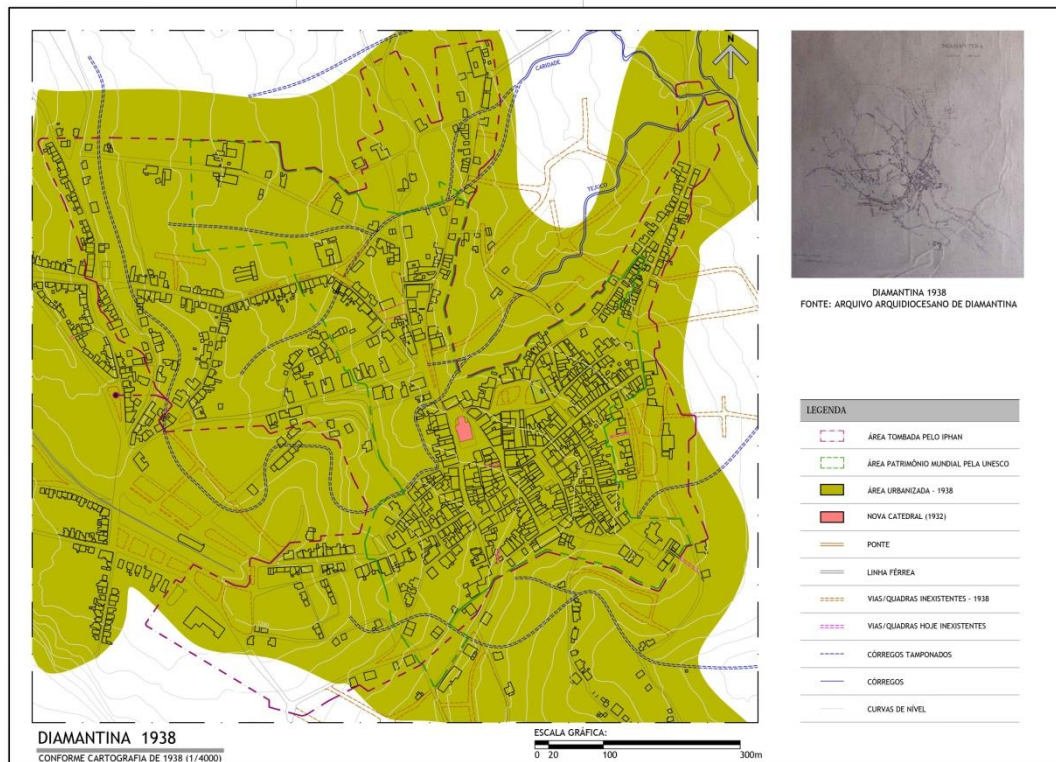 N
CARIDADE
TEJUCO
DIAMANTINA 1938
FONTE: ARQUIVO ARQUIDIOCESANO DE DIAMANTINA
LEGENDA
ÁREA TOMBADA PELO IPHAN
ÁREA PATRIMÔNIO MUNDIAL PELA UNESCO
ÁREA URBANIZADA - 1938
NOVA CATEDRAL (1932)
PONTE
LINHA FÉRREA
VIAS/QUADRAS INEXISTENTES - 1938
VIAS/QUADRAS HOJE INEXISTENTES
CÓRREGOS TAMPONADOS
CÓRREGOS
CURVAS DE NÍVEL
DIAMANTINA 1938
CONFORME CARTOGRAFIA DE 1938 (1/4000)
ESCALA GRÁFICA:
0 20 100 300m